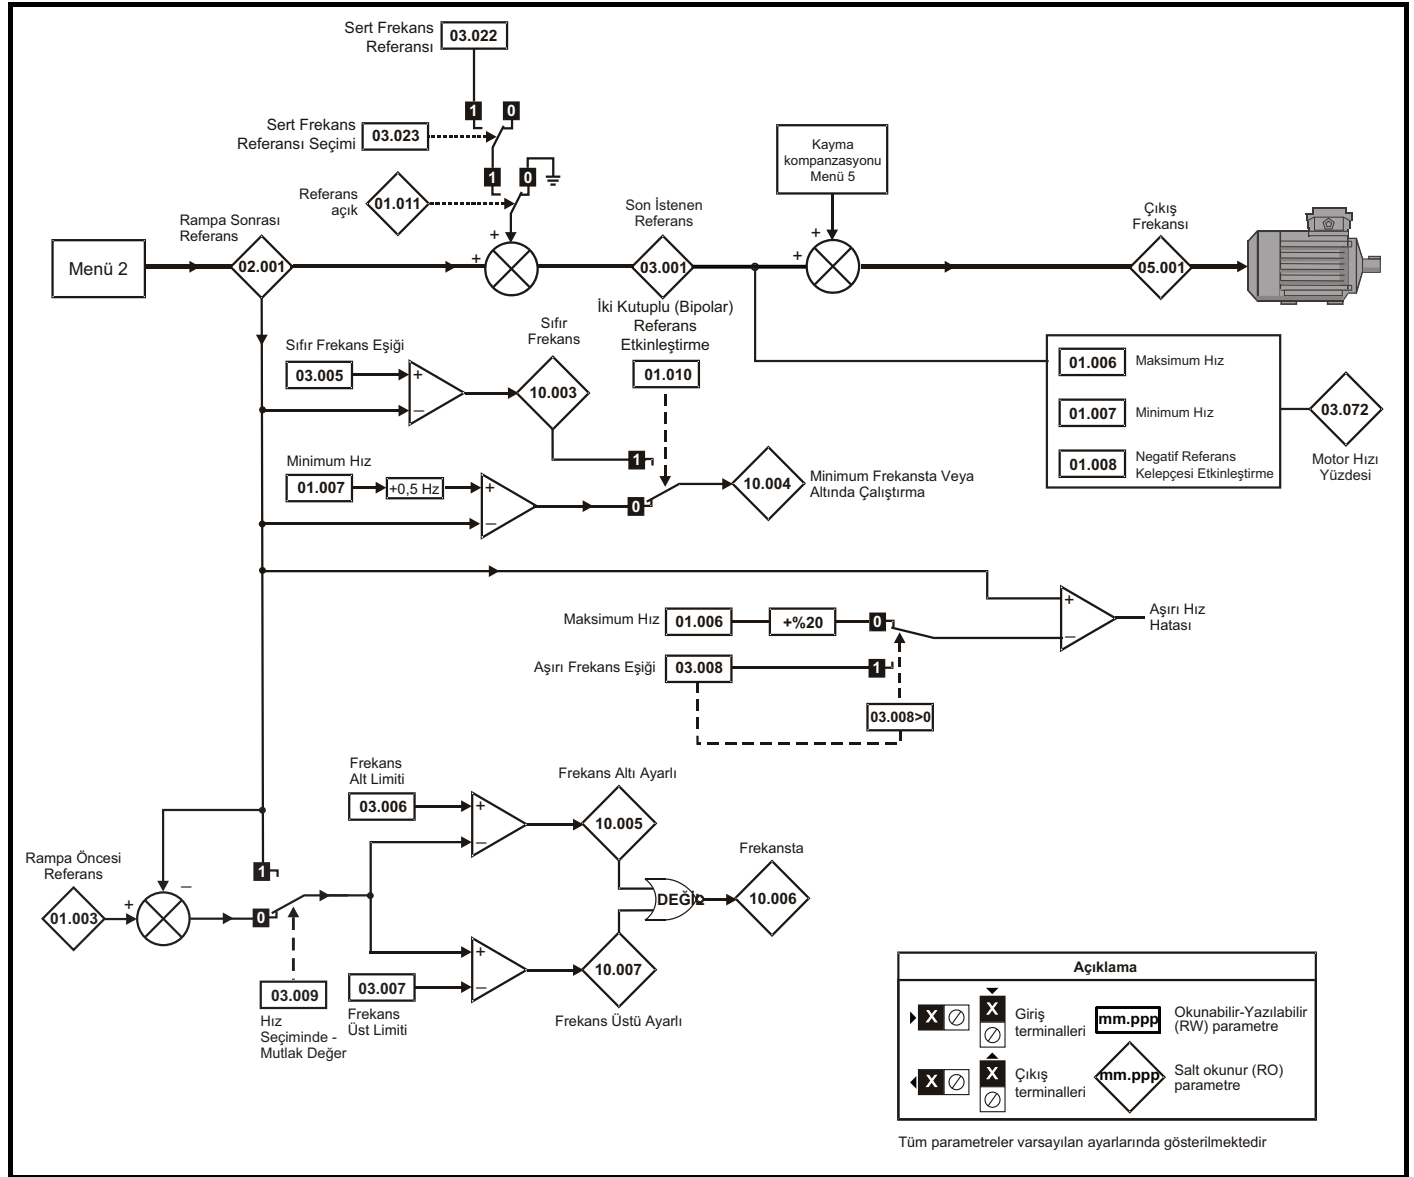 Sert Frekans
Referansı
03.022
1
0
Sert Frekans
Referansı Seçimi
03.023
1
0
Referans
açık
01.011
Kayma
kompanzasyonu
Menü 5
Rampa Sonrası
Referans
Son İstenen
Referans
Çıkış
Frekansı
+
+
+
+
Menü 2
02.001
03.001
05.001
İki Kutuplu (Bipolar)
Referans
Etkinleştirme
01.010
Sıfır
Frekans
Sıfır Frekans Eşiği
03.005
+
–
10.003
01.006
Maksimum Hız
01.007
Minimum Hız
01.008
Negatif Referans
Kelepçesi Etkinleştirme
03.072
Motor Hızı
Yüzdesi
Minimum Hız
01.007
+0,5 Hz
+
–
1
0
10.004
Minimum Frekansta Veya
Altında Çalıştırma
Maksimum Hız
01.006
+%20
0
Aşırı Frekans Eşiği
03.008
1
03.008>0
+
–
Aşırı Hız
Hatası
Frekans
Alt Limiti
03.006
+
–
Frekans Altı Ayarlı
10.005
Rampa Öncesi
Referans
01.003
+
–
1
0
03.009
Hız
Seçiminde -
Mutlak Değer
+
–
03.007
Frekans
Üst Limiti
10.007
Frekans Üstü Ayarlı
DEĞİL
Frekansta
10.006
Açıklama
X
X
Giriş
terminalleri
mm.ppp
Okunabilir-Yazılabilir
(RW) parametre
X
X
Çıkış
terminalleri
mm.ppp
Salt okunur (RO)
parametre
Tüm parametreler varsayılan ayarlarında gösterilmektedir